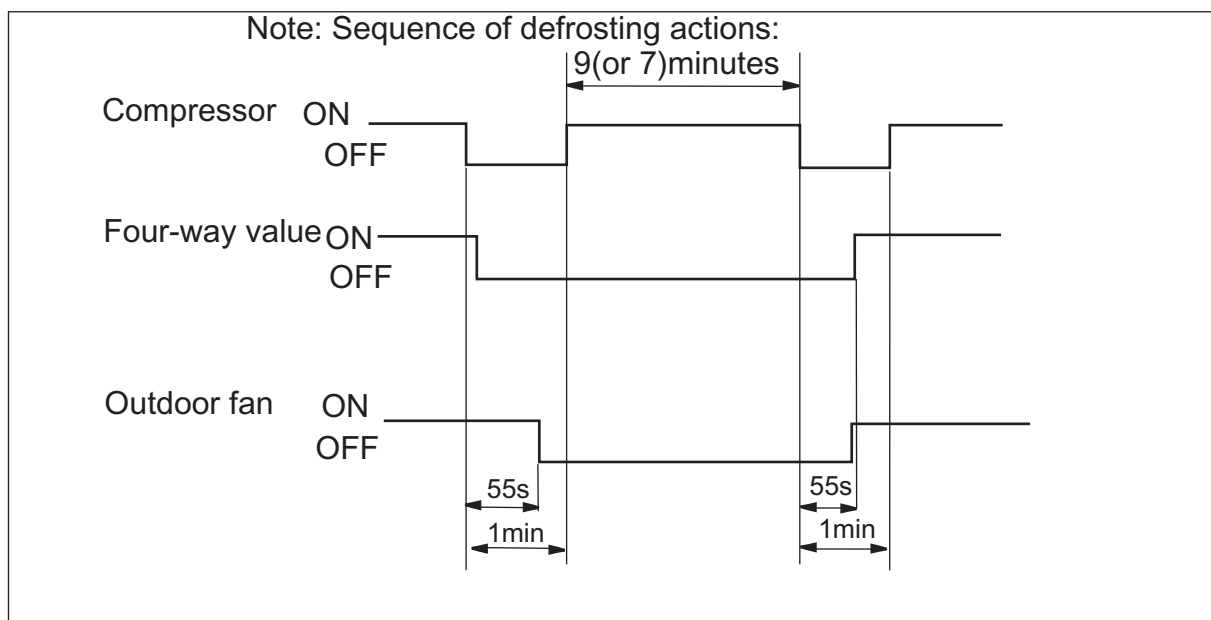 Note: Sequence of defrosting actions:
9(or 7)minutes
Compressor ON
OFF
Four-way value ON
OFF
Outdoor fan ON
OFF
55s 55s
1min 1min